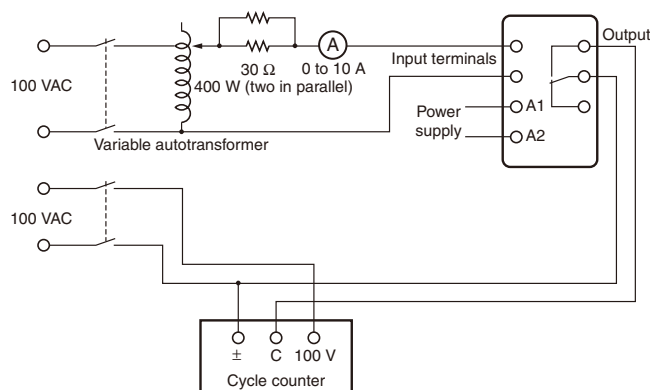 100 VAC
30 Ω
400 W (two in parallel)
A
0 to 10 A
Variable autotransformer
Input terminals
Output
Power
supply
A1
A2
100 VAC
± C 100 V
Cycle counter